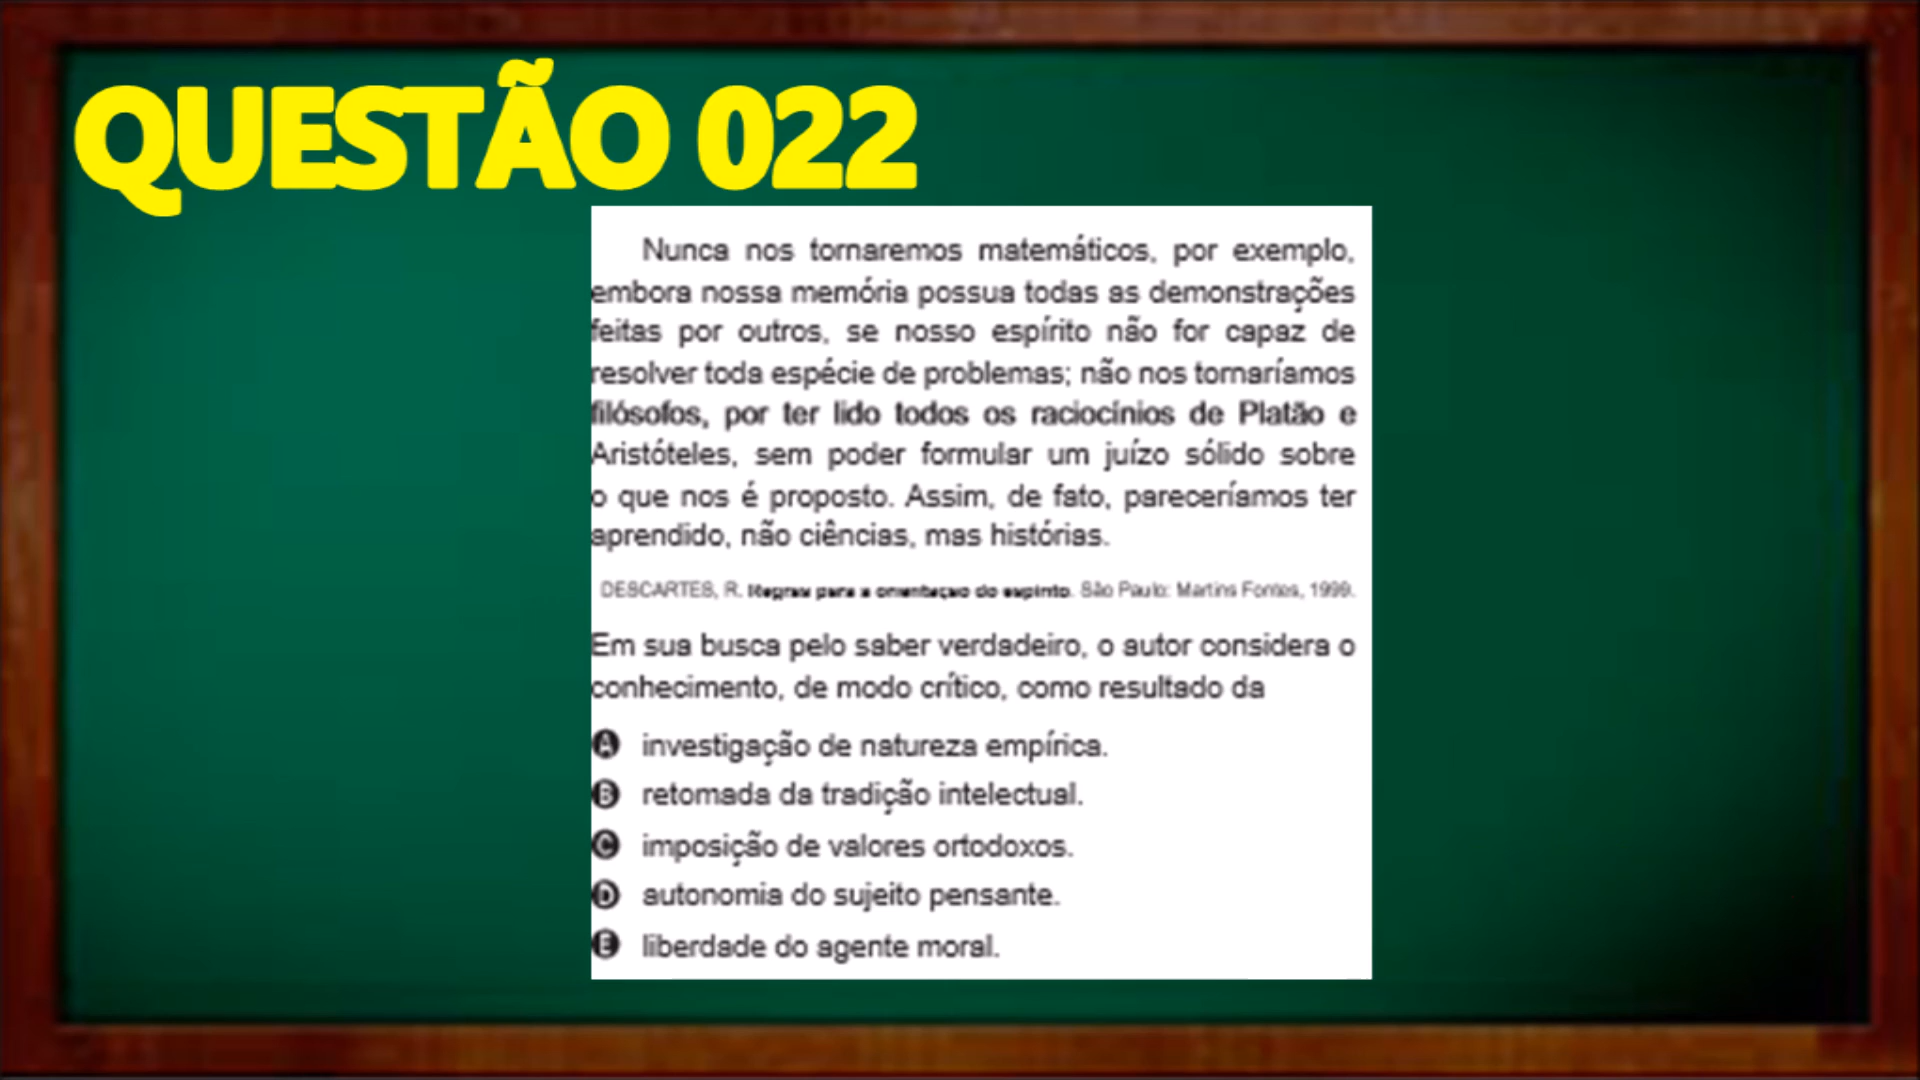 QUESTÃO 022
Nunca nos tornaremos matemáticos, por exemplo,
embora nossa memória possua todas as demonstrações
feitas por outros, se nosso espírito não for capaz de
resolver toda espécie de problemas; não nos tornaríamos
filósofos, por ter lido todos os raciocínios de Platão e
Aristóteles, sem poder formular um juízo sólido sobre
o que nos é proposto. Assim, de fato, pareceríamos ter
aprendido, não ciências, mas histórias.
DESCARTES, R. Regras para a orientação do espírito. São Paulo: Martins Fontes, 1999.
Em sua busca pelo saber verdadeiro, o autor considera o
conhecimento, de modo crítico, como resultado da
A investigação de natureza empírica.
B retomada da tradição intelectual.
C imposição de valores ortodoxos.
D autonomia do sujeito pensante.
E liberdade do agente moral.